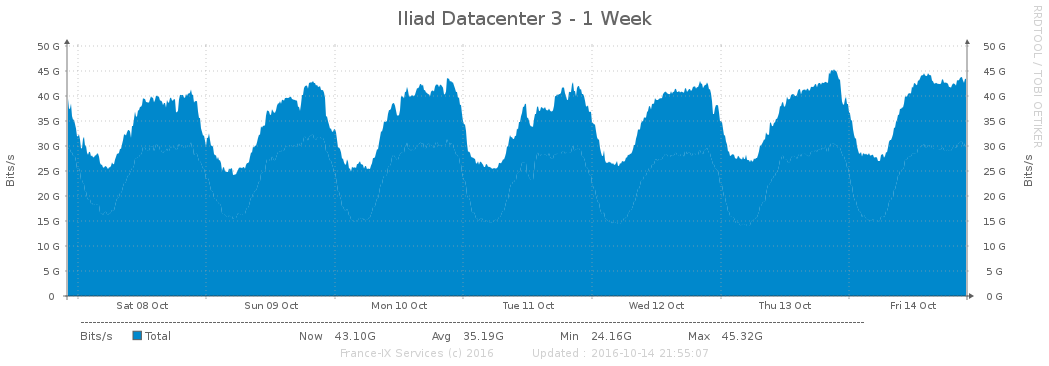 Iliad Datacenter 3 - 1 Week
RRDTOOL / TOBI OETIKER
50 G 50 G
45 G 45 G
40 G 40 G
35 G 35 G
30 G 30 G
25 G 25 G
20 G 20 G
15 G 15 G
10 G 10 G
5 G 5 G
0 0 G
Bits/s Bits/s
Sat 08 Oct Sun 09 Oct Mon 10 Oct Tue 11 Oct Wed 12 Oct Thu 13 Oct Fri 14 Oct
Bits/s Total Now 43.10G Avg 35.19G Min 24.16G Max 45.32G
France-IX Services (c) 2016 Updated : 2016-10-14 21:55:07